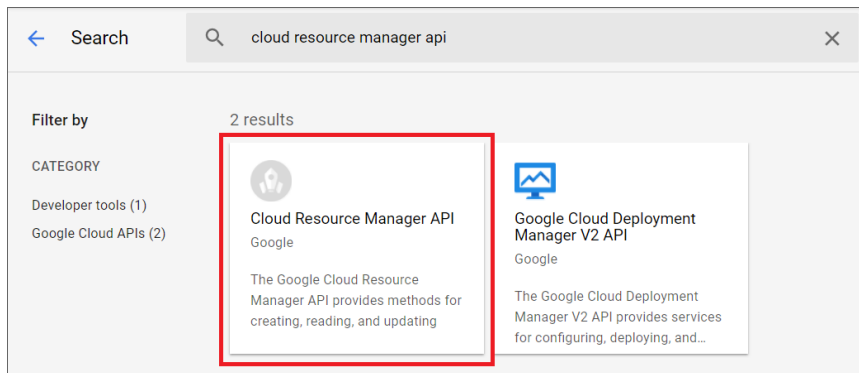 Search
cloud resource manager api
Filter by
CATEGORY
Developer tools (1)
Google Cloud APIs (2)
2 results
Cloud Resource Manager API
Google
The Google Cloud Resource
Manager API provides methods for
creating, reading, and updating
Google Cloud Deployment
Manager V2 API
Google
The Google Cloud Deployment
Manager V2 API provides services
for configuring, deploying, and...